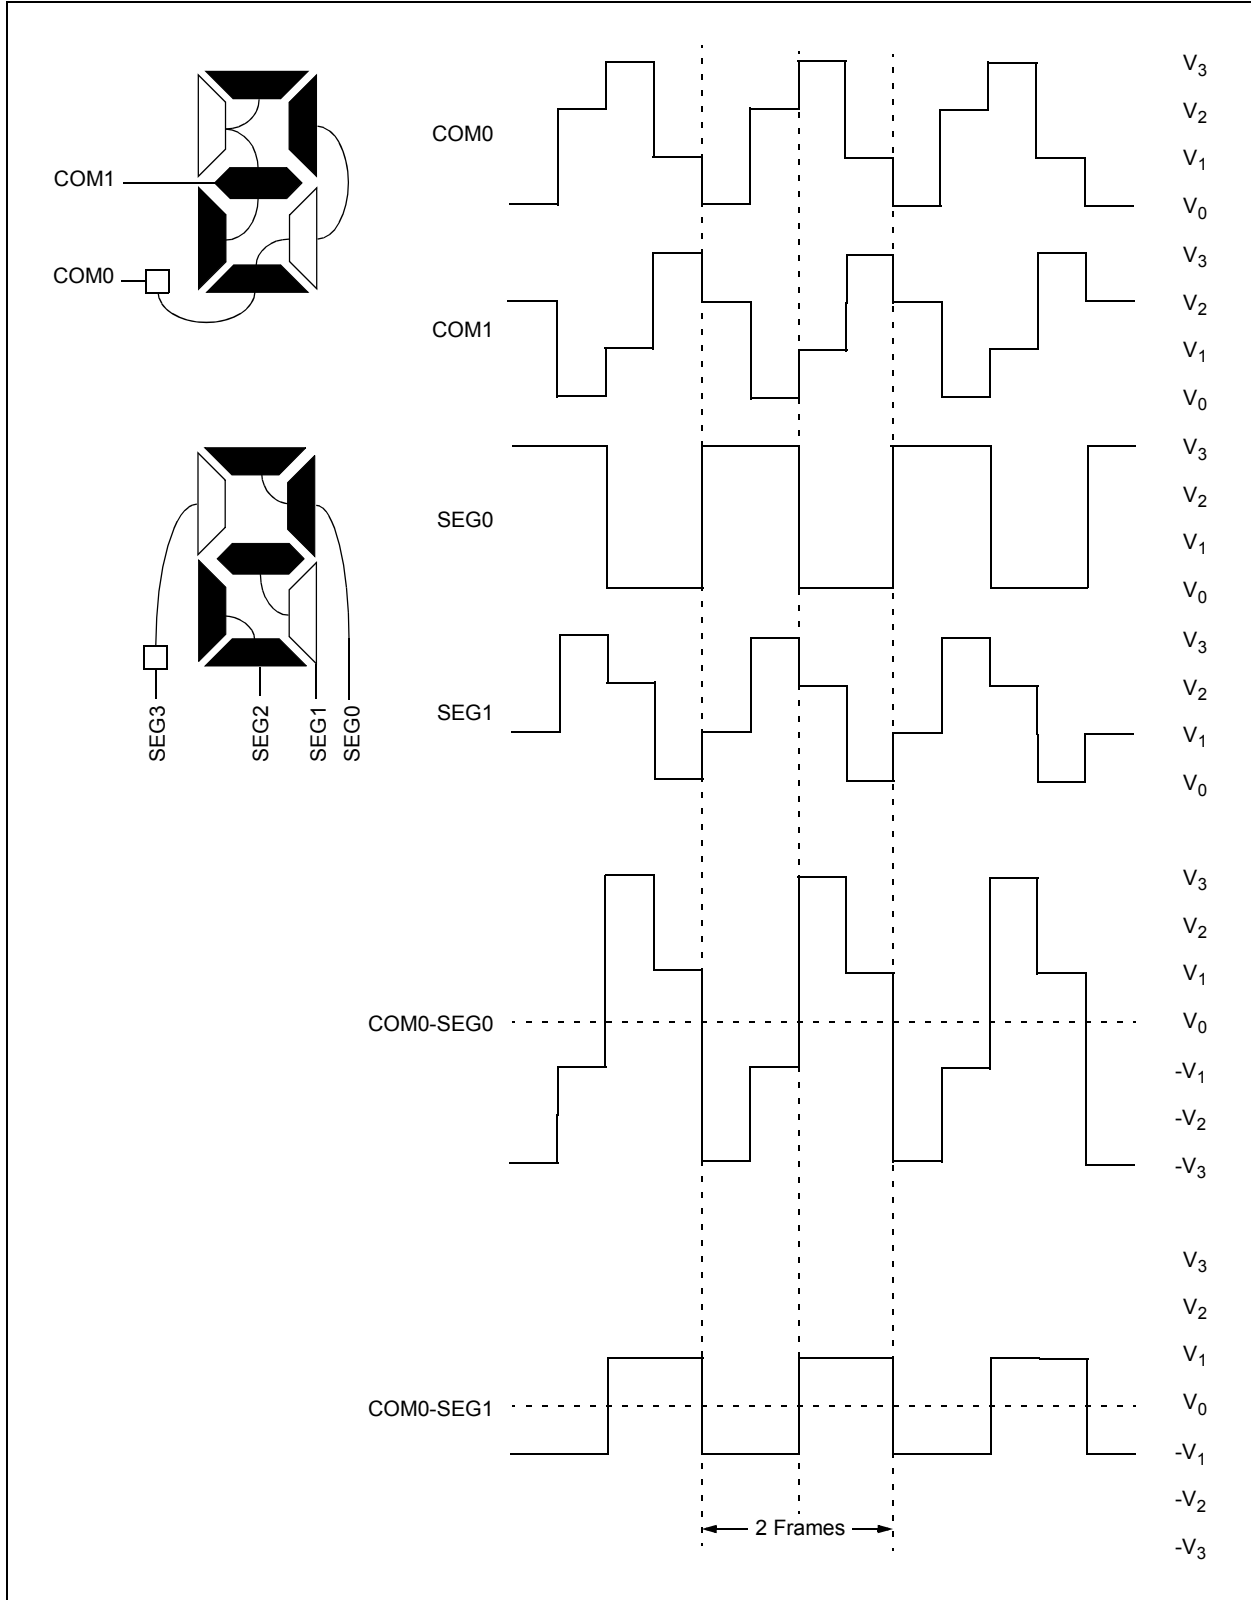 COM1
COM0
SEG3
SEG2
SEG1
SEG0
COM0
V3
V2
V1
V0
COM1
V3
V2
V1
V0
SEG0
V3
V2
V1
V0
SEG1
V3
V2
V1
V0
COM0-SEG0
V3
V2
V1
V0
-V1
-V2
-V3
COM0-SEG1
V3
V2
V1
V0
-V1
-V2
-V3
2 Frames